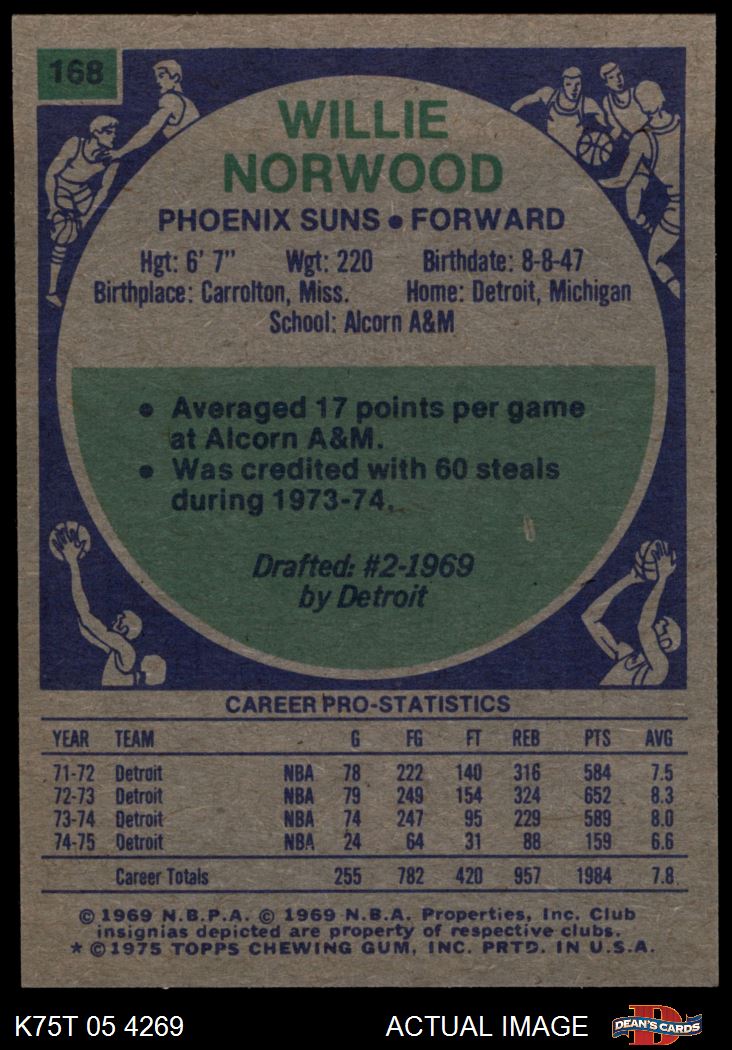 168
WILLIE
NORWOOD
PHOENIX SUNS • FORWARD
Hgt: 6' 7" Wgt: 220 Birthdate: 8-8-47
Birthplace: Carrolton, Miss. Home: Detroit, Michigan
School: Alcorn A&M
• Averaged 17 points per game
at Alcorn A&M.
• Was credited with 60 steals
during 1973-74.
Drafted: #2-1969
by Detroit
CAREER PRO-STATISTICS
YEAR TEAM G FG FT REB PTS AVG
71-72 Detroit NBA 78 222 140 316 584 7.5
72-73 Detroit NBA 79 249 154 324 652 8.3
73-74 Detroit NBA 74 247 95 229 589 8.0
74-75 Detroit NBA 24 64 31 88 159 6.6
Career Totals 255 782 420 957 1984 7.8
© 1969 N.B.P.A. © 1969 N.B.A. Properties, Inc. Club
insignias depicted are property of respective clubs.
* © 1975 TOPPS CHEWING GUM, INC. PRTD. IN U.S.A.
K75T 05 4269 ACTUAL IMAGE D DEAN'S CARDS